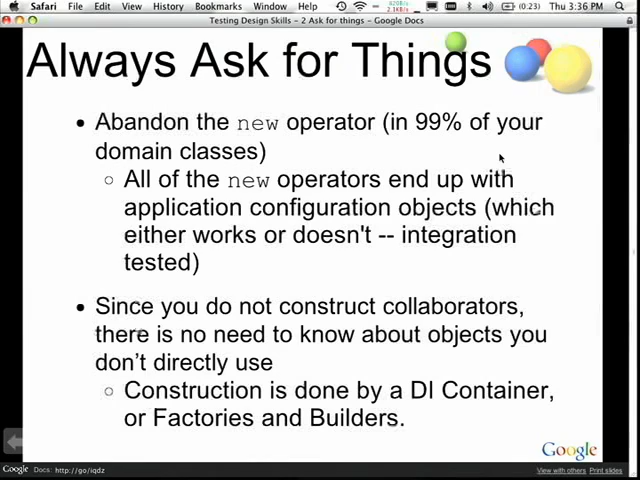 Safari File Edit View History Bookmarks Window Help (0:23) Thu 3:36 PM
Testing Design Skills - 2 Ask for things - Google Docs
Always Ask for Things
• Abandon the new operator (in 99% of your
domain classes)
○ All of the new operators end up with
application configuration objects (which
either works or doesn't -- integration
tested)
• Since you do not construct collaborators,
there is no need to know about objects you
don't directly use
○ Construction is done by a DI Container,
or Factories and Builders.
Google
Google Docs: http://go/iqdz View with others Print slides